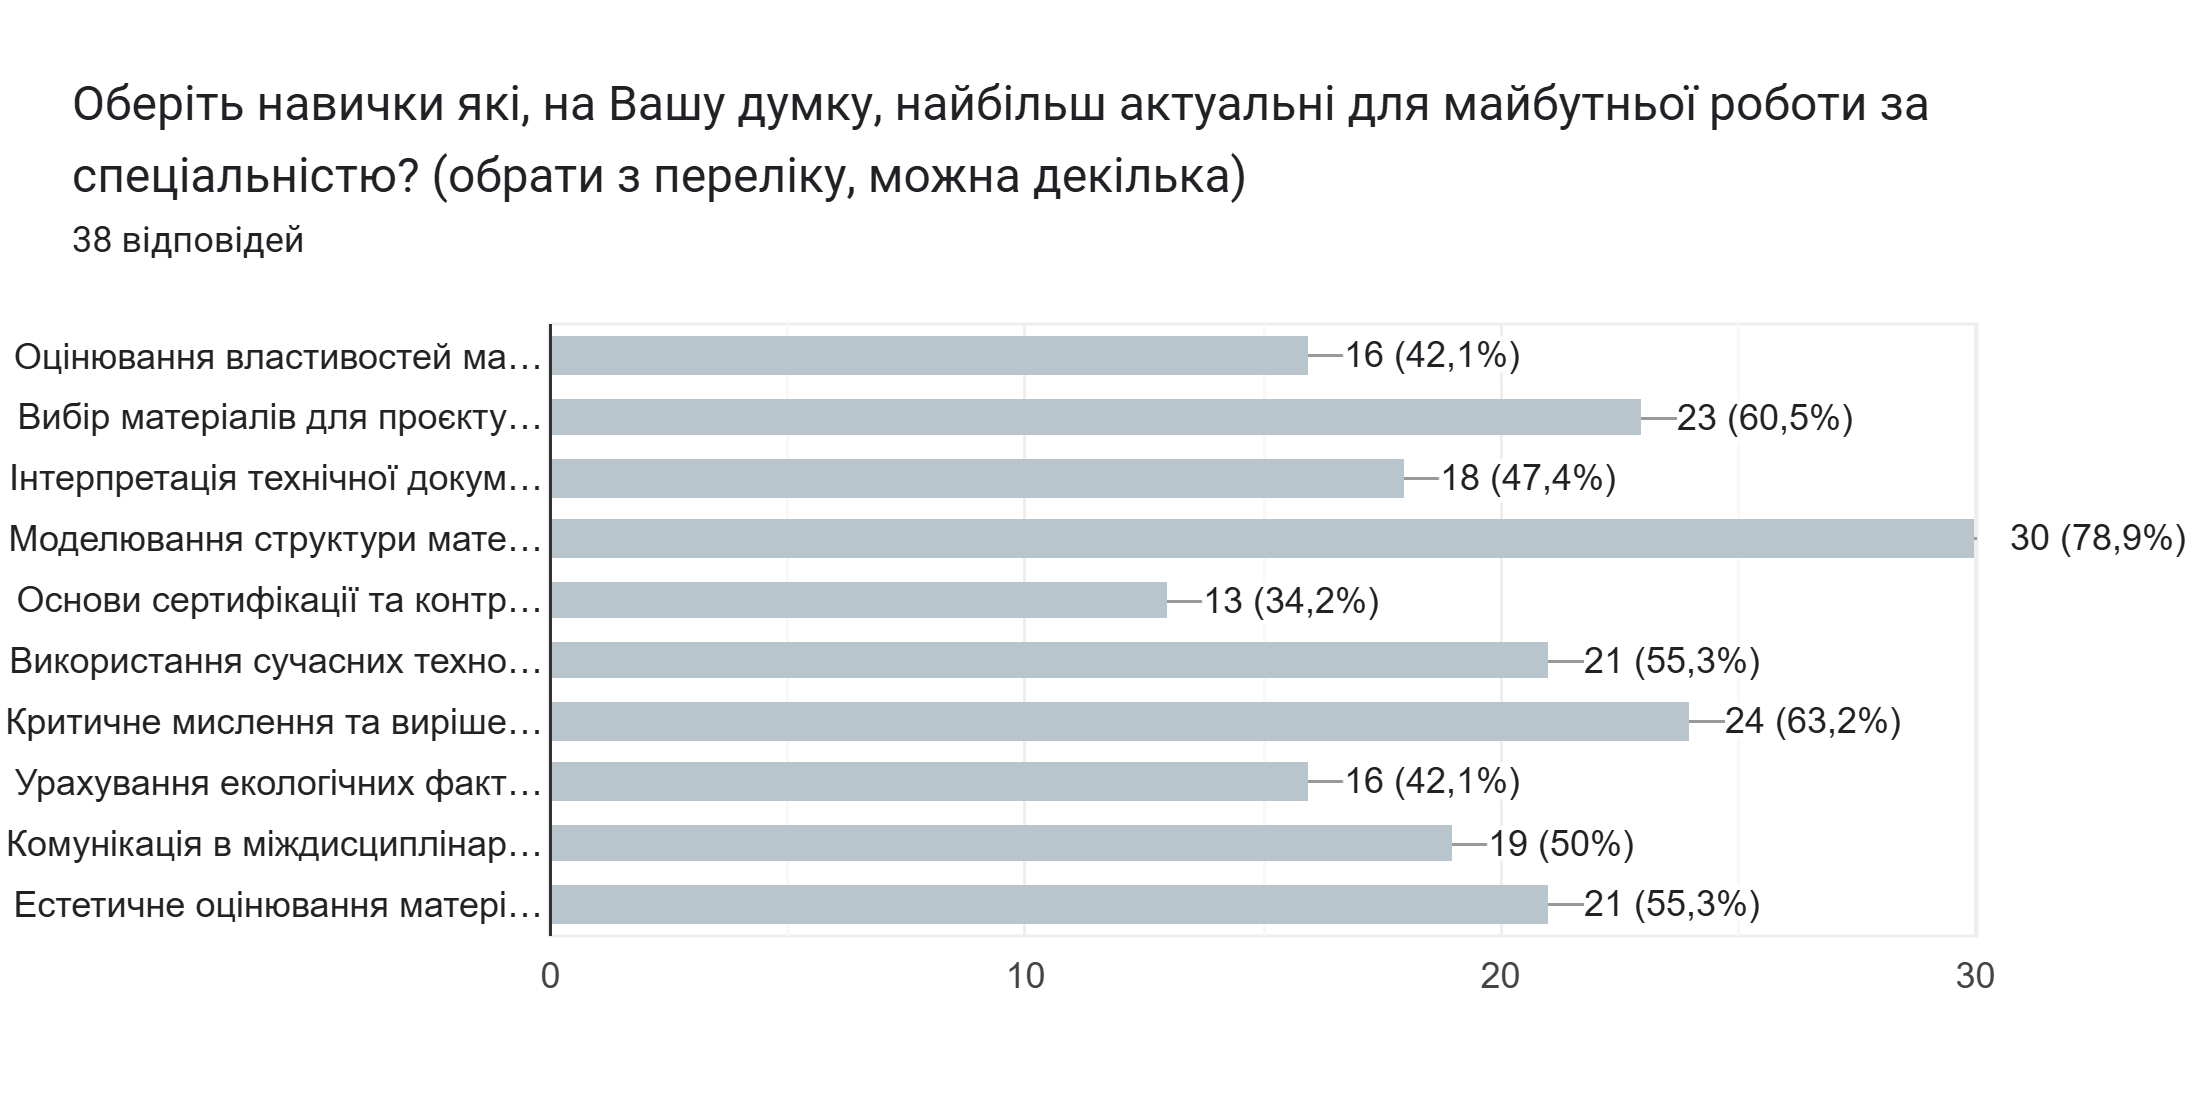 Оберіть навички які, на Вашу думку, найбільш актуальні для майбутньої роботи за
спеціальністю? (обрати з переліку, можна декілька)
38 відповідей
Оцінювання властивостей ма… 16 (42,1%)
Вибір матеріалів для проєкту… 23 (60,5%)
Інтерпретація технічної докум… 18 (47,4%)
Моделювання структури мате… 30 (78,9%)
Основи сертифікації та контр… 13 (34,2%)
Використання сучасних техно… 21 (55,3%)
Критичне мислення та виріше… 24 (63,2%)
Урахування екологічних факт… 16 (42,1%)
Комунікація в міждисциплінар… 19 (50%)
Естетичне оцінювання матері… 21 (55,3%)
0 10 20 30